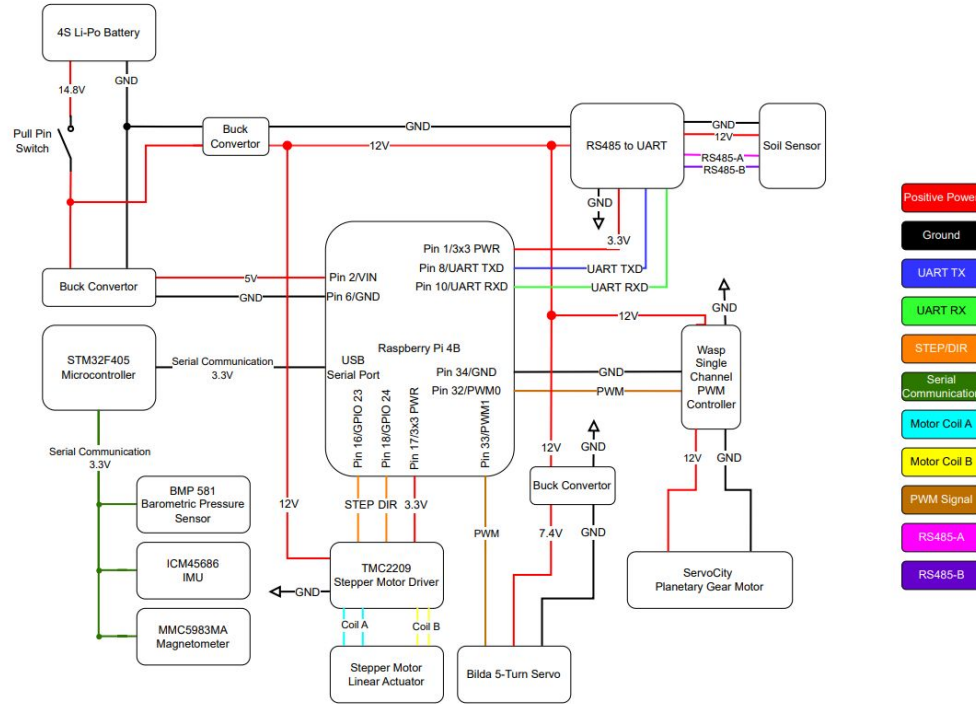 4S Li-Po Battery
14.8V
GND
Pull Pin
Switch
Buck
Convertor
GND
12V
RS485 to UART
GND
12V
RS485-A
RS485-B
Soil Sensor
GND
3.3V
Buck Convertor
5V
GND
Pin 2/VIN
Pin 6/GND
Pin 1/3x3 PWR
Pin 8/UART TXD
Pin 10/UART RXD
UART TXD
UART RXD
STM32F405
Microcontroller
Serial Communication
3.3V
USB
Serial Port
Raspberry Pi 4B
Pin 34/GND
Pin 32/PWM0
GND
PWM
12V
GND
Wasp
Single
Channel
PWM
Controller
Pin 16/GPIO 23
Pin 18/GPIO 24
Pin 17/3x3 PWR
Pin 33/PWM1
Serial Communication
3.3V
BMP 581
Barometric Pressure
Sensor
ICM45686
IMU
MMC5983MA
Magnetometer
12V
STEP
DIR
3.3V
PWM
12V
GND
Buck Convertor
7.4V
GND
12V
GND
TMC2209
Stepper Motor Driver
GND
Coil A
Coil B
Stepper Motor
Linear Actuator
Bilda 5-Turn Servo
ServoCity
Planetary Gear Motor
Positive Power
Ground
UART TX
UART RX
STEP/DIR
Serial
Communication
Motor Coil A
Motor Coil B
PWM Signal
RS485-A
RS485-B